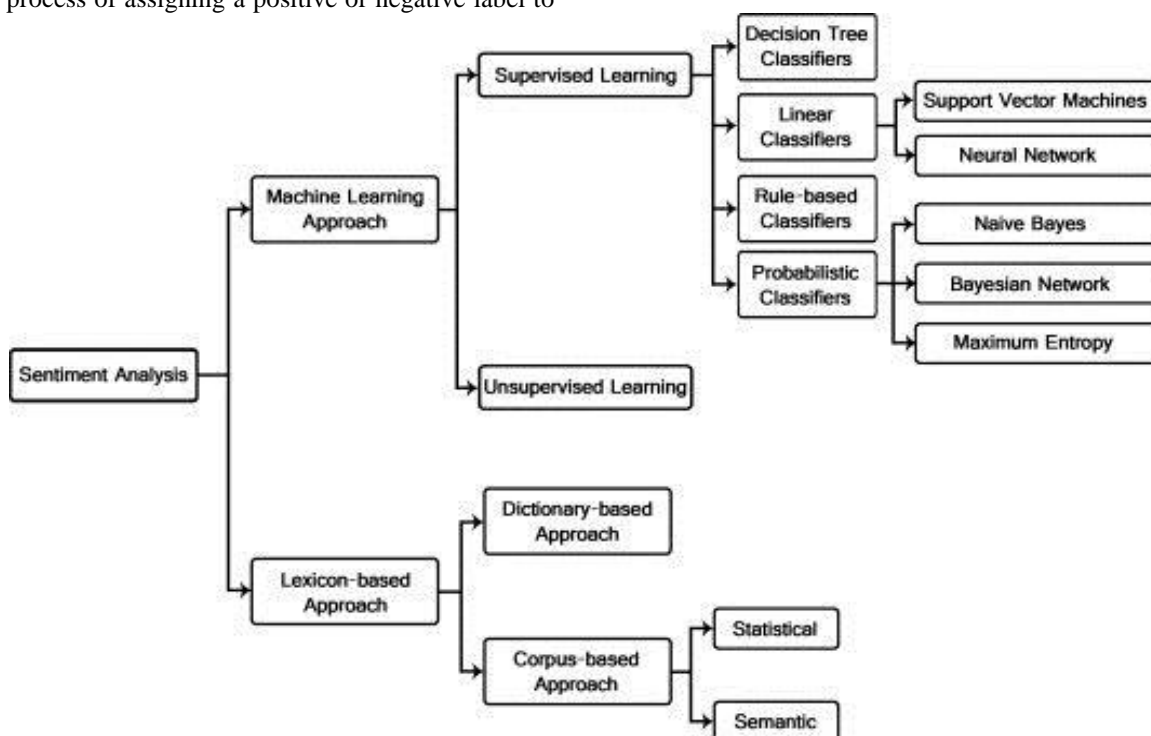 process of assigning a positive or negative label to
Decision Tree
Classifiers
Supervised Learning
Support Vector Machines
Linear
Classifiers
Neural Network
Machine Learning
Approach
Rule-based
Classifiers
Naive Bayes
Probabilistic
Classifiers
Bayesian Network
Maximum Entropy
Sentiment Analysis
Unsupervised Learning
Dictionary-based
Approach
Lexicon-based
Approach
Statistical
Corpus-based
Approach
Semantic